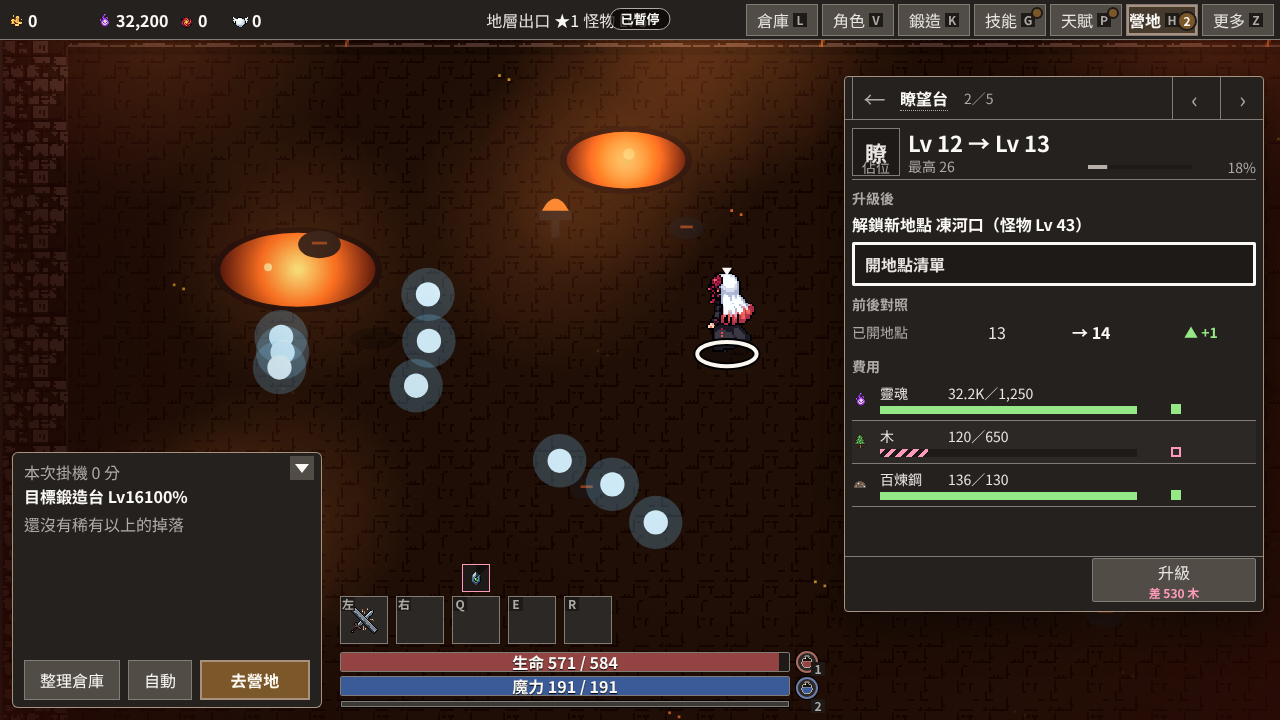 0
32,200
0
0
地層出口 ★1 怪物
已暫停
倉庫 L
角色 V
鍛造 K
技能 G
天賦 P
營地 H 2
更多 Z
← 瞭望台 2／5 ‹ ›
瞭
佔位
Lv 12 → Lv 13
最高 26
18%
升級後
解鎖新地點 凍河口（怪物 Lv 43）
開地點清單
前後對照
已開地點 13 → 14 ▲ +1
費用
靈魂 32.2K／1,250
木 120／650
百煉鋼 136／130
升級
差 530 木
本次掛機 0 分
目標鍛造台 Lv16100%
還沒有稀有以上的掉落
整理倉庫
自動
去營地
左
右
Q
E
R
生命 571 / 584
1
魔力 191 / 191
2